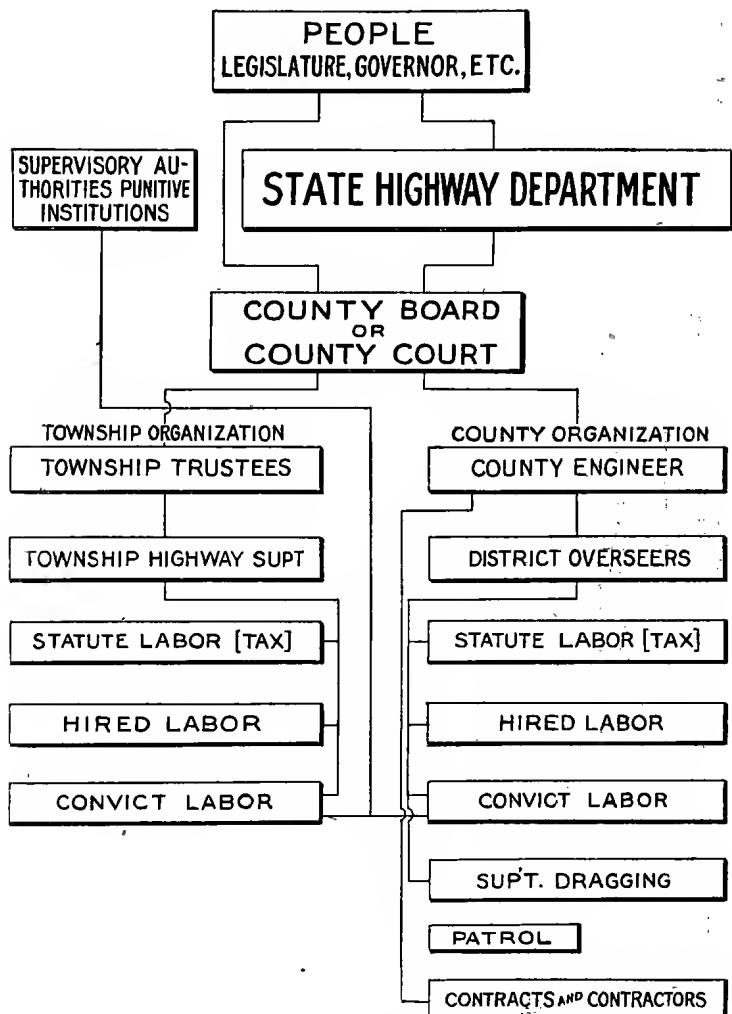 PEOPLE
LEGISLATURE, GOVERNOR, ETC.
SUPERVISORY AU-
THORITIES PUNITIVE
INSTITUTIONS
STATE HIGHWAY DEPARTMENT
COUNTY BOARD
OR
COUNTY COURT
TOWNSHIP ORGANIZATION
TOWNSHIP TRUSTEES
TOWNSHIP HIGHWAY SUPT
STATUTE LABOR [TAX]
HIRED LABOR
CONVICT LABOR
COUNTY ORGANIZATION
COUNTY ENGINEER
DISTRICT OVERSEERS
STATUTE LABOR [TAX]
HIRED LABOR
CONVICT LABOR
SUP'T. DRAGGING
PATROL
CONTRACTS AND CONTRACTORS